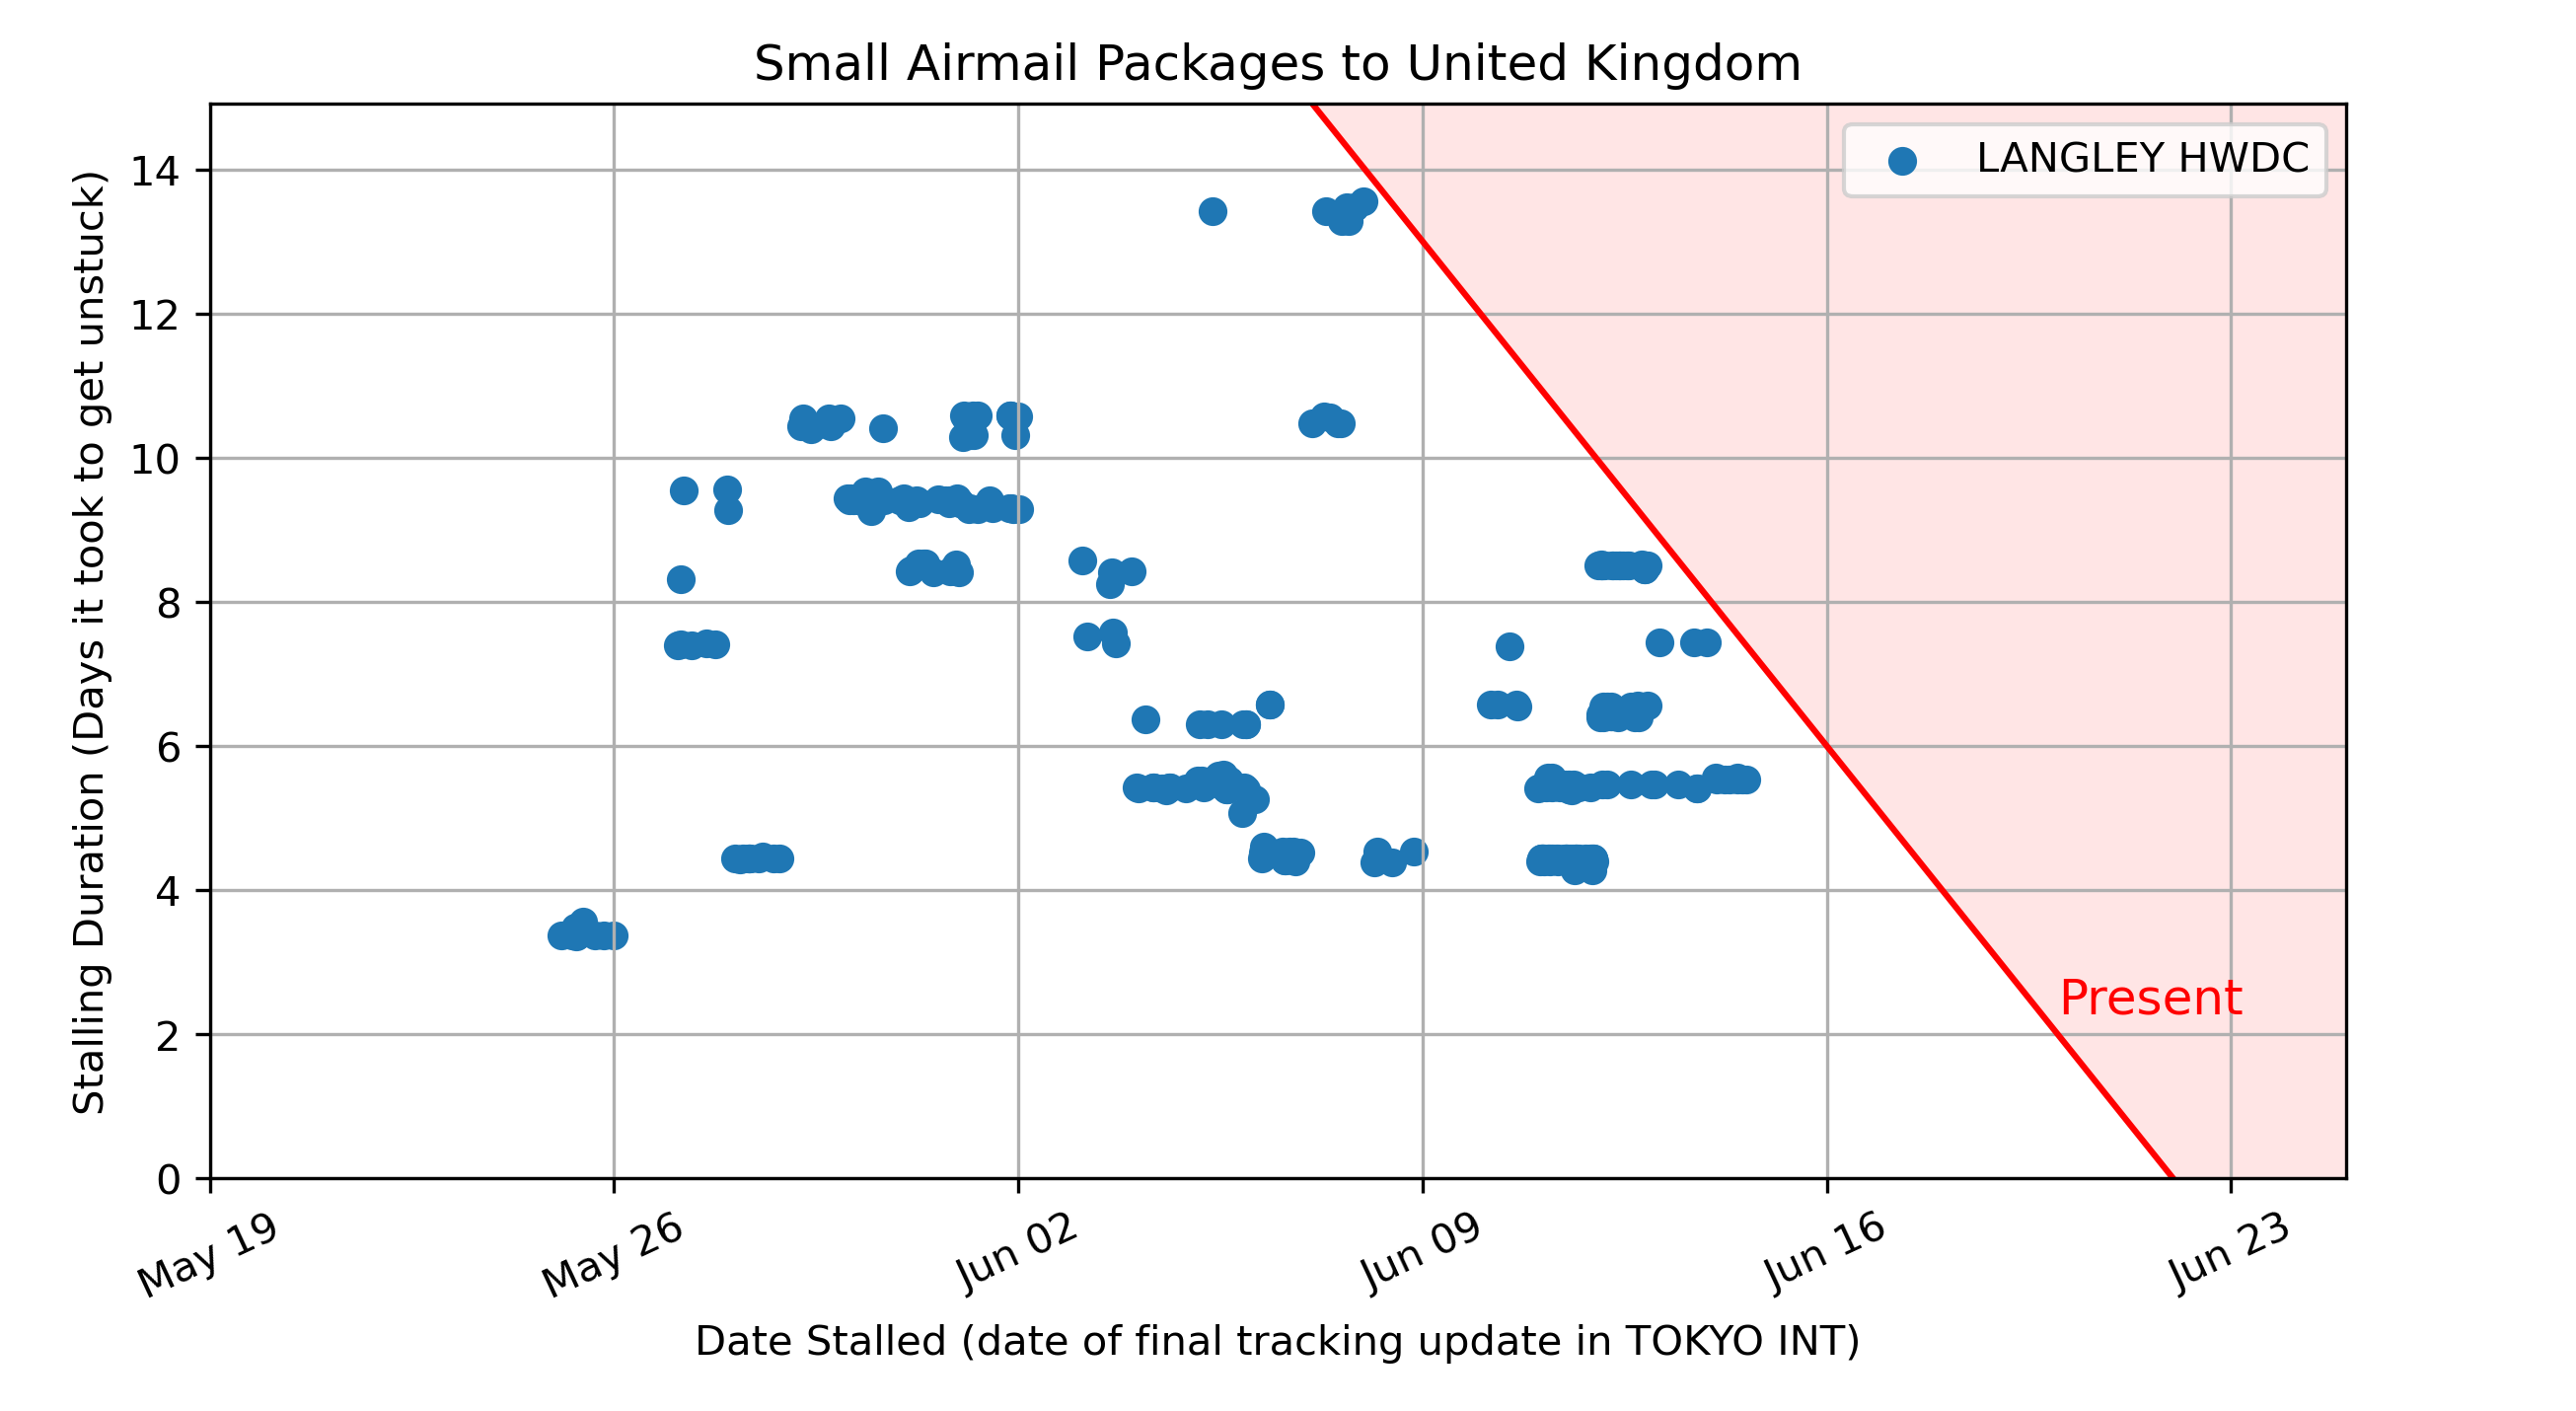 Small Airmail Packages to United Kingdom
LANGLEY HWDC
Stalling Duration (Days it took to get unstuck)
14
12
10
8
6
4
2
0
Present
May 19
May 26
Jun 02
Jun 09
Jun 16
Jun 23
Date Stalled (date of final tracking update in TOKYO INT)